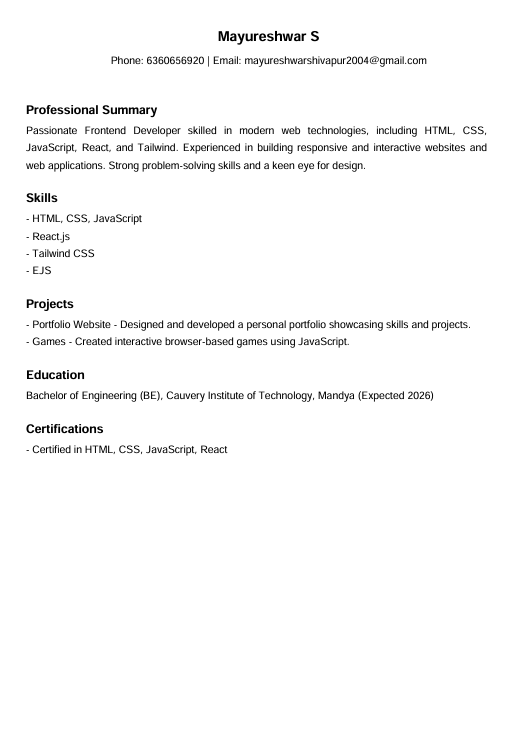 Mayureshwar S
Phone: 6360656920 | Email: mayureshwarshivapur2004@gmail.com
Professional Summary
Passionate Frontend Developer skilled in modern web technologies, including HTML, CSS,
JavaScript, React, and Tailwind. Experienced in building responsive and interactive websites and
web applications. Strong problem-solving skills and a keen eye for design.
Skills
- HTML, CSS, JavaScript
- React.js
- Tailwind CSS
- EJS
Projects
- Portfolio Website - Designed and developed a personal portfolio showcasing skills and projects.
- Games - Created interactive browser-based games using JavaScript.
Education
Bachelor of Engineering (BE), Cauvery Institute of Technology, Mandya (Expected 2026)
Certifications
- Certified in HTML, CSS, JavaScript, React